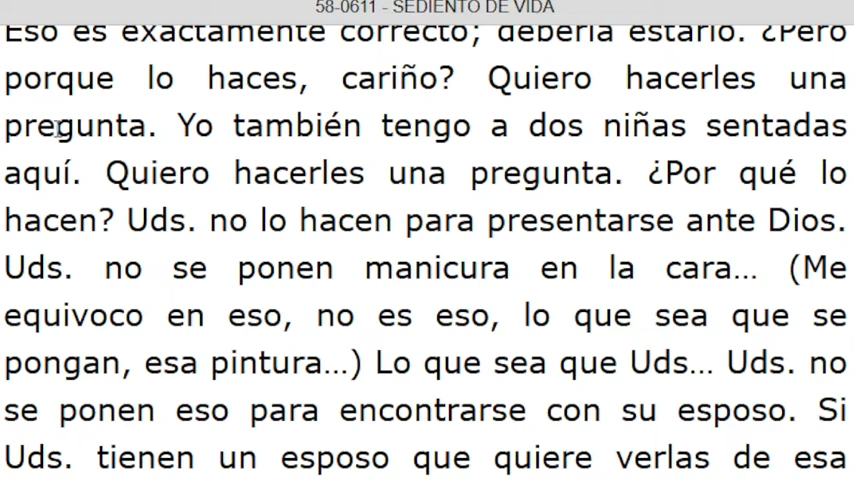 58-0611 - SEDIENTO DE VIDA
Eso es exactamente correcto; debería estarlo. ¿Pero
porque lo haces, cariño? Quiero hacerles una
pregunta. Yo también tengo a dos niñas sentadas
aquí. Quiero hacerles una pregunta. ¿Por qué lo
hacen? Uds. no lo hacen para presentarse ante Dios.
Uds. no se ponen manicura en la cara… (Me
equivoco en eso, no es eso, lo que sea que se
pongan, esa pintura…) Lo que sea que Uds… Uds. no
se ponen eso para encontrarse con su esposo. Si
Uds. tienen un esposo que quiere verlas de esa